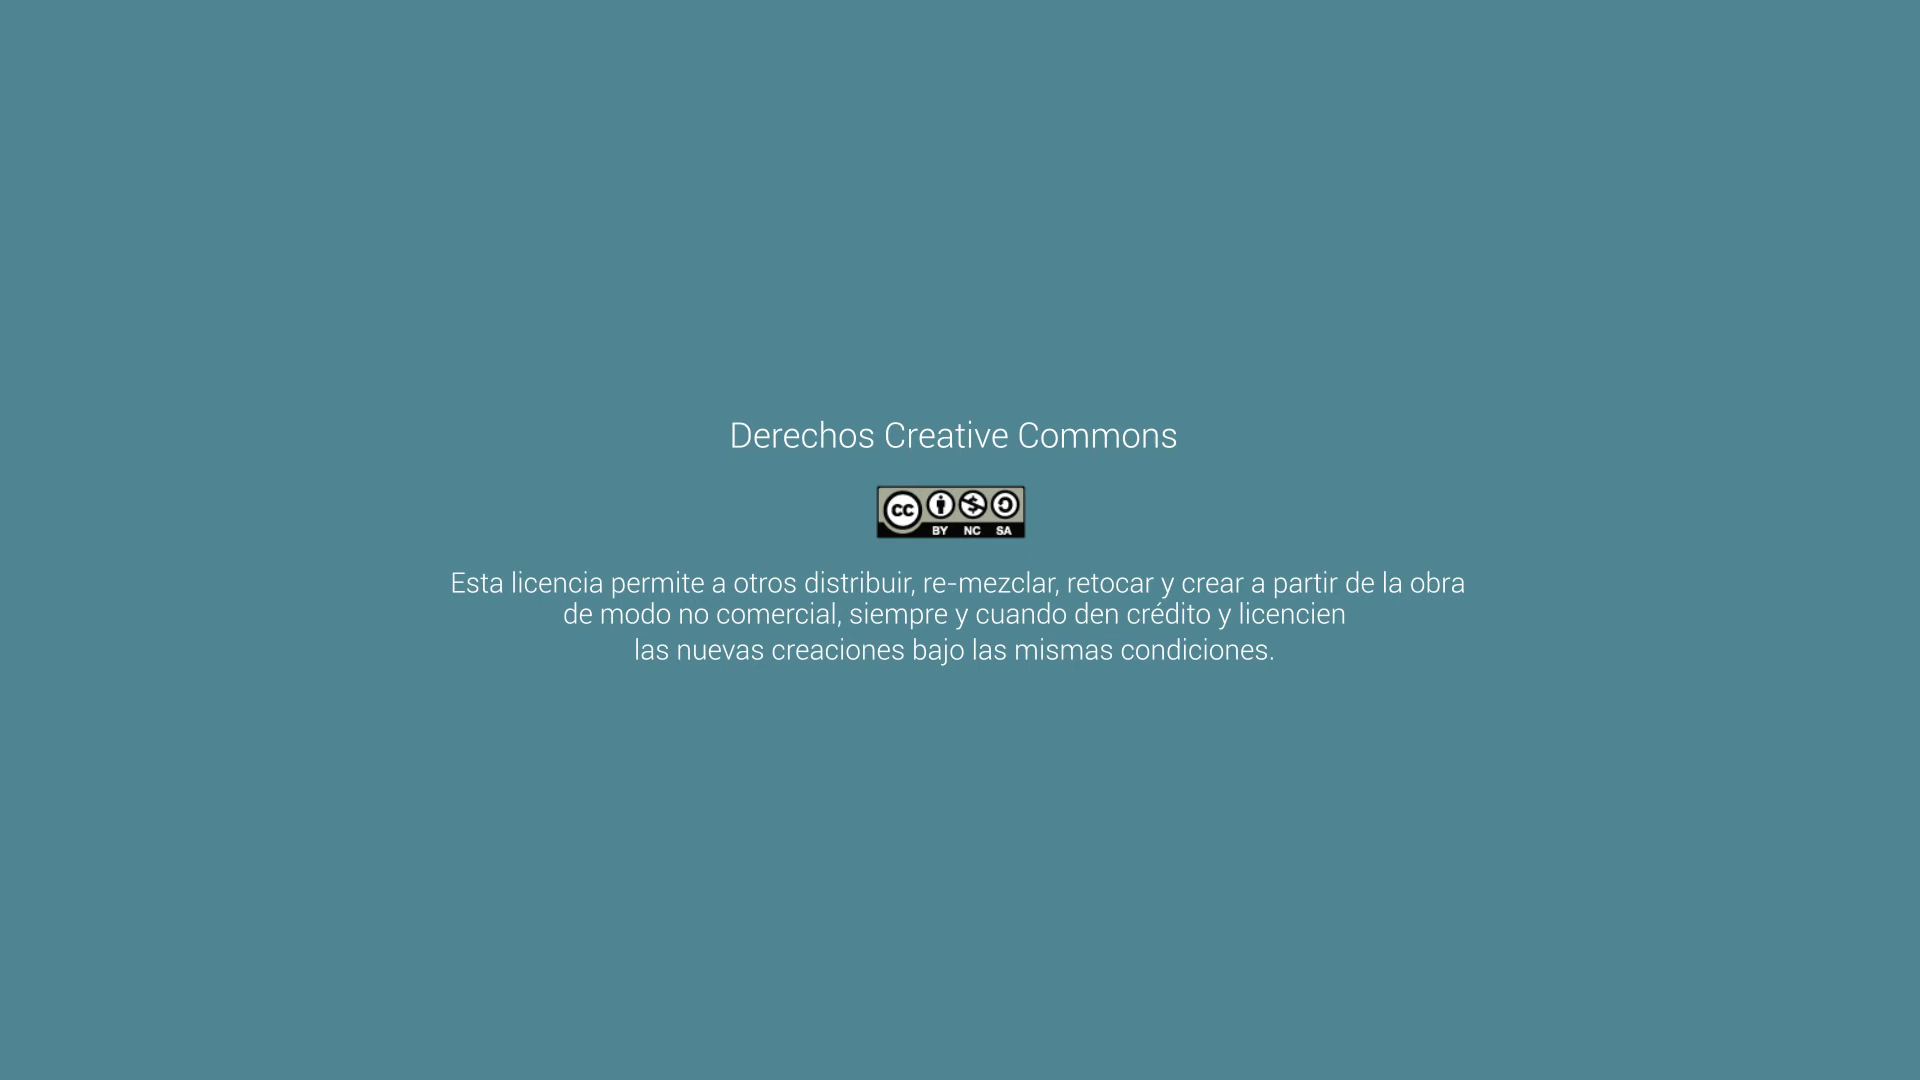 Derechos Creative Commons
cc
BY NC SA
Esta licencia permite a otros distribuir, re-mezclar, retocar y crear a partir de la obra
de modo no comercial, siempre y cuando den crédito y licencien
las nuevas creaciones bajo las mismas condiciones.